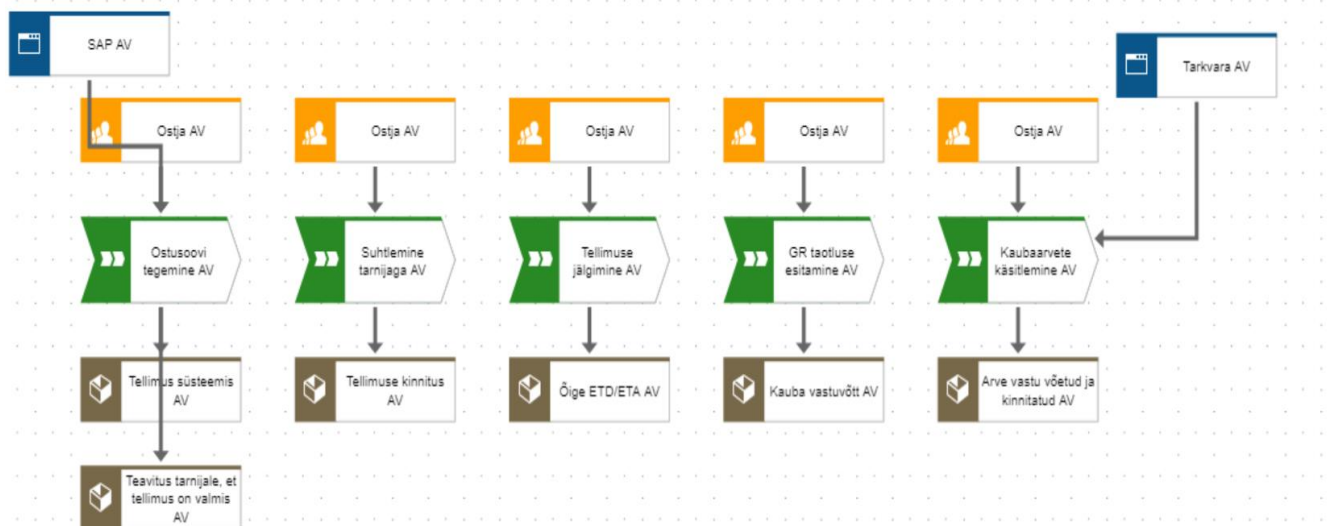 SAP AV
Tarkvara AV
Ostja AV
Ostja AV
Ostja AV
Ostja AV
Ostja AV
Ostusoovi
tegemine AV
Suhtlemine
tarnijaga AV
Tellimuse
jälgimine AV
GR taotluse
esitamine AV
Kaubaarvete
käsitlemine AV
Tellimus süsteemis
AV
Tellimuse kinnitus
AV
Õige ETD/ETA AV
Kauba vastuvõtt AV
Arve vastu võetud ja
kinnitatud AV
Teavitus tarnijale, et
tellimus on valmis
AV